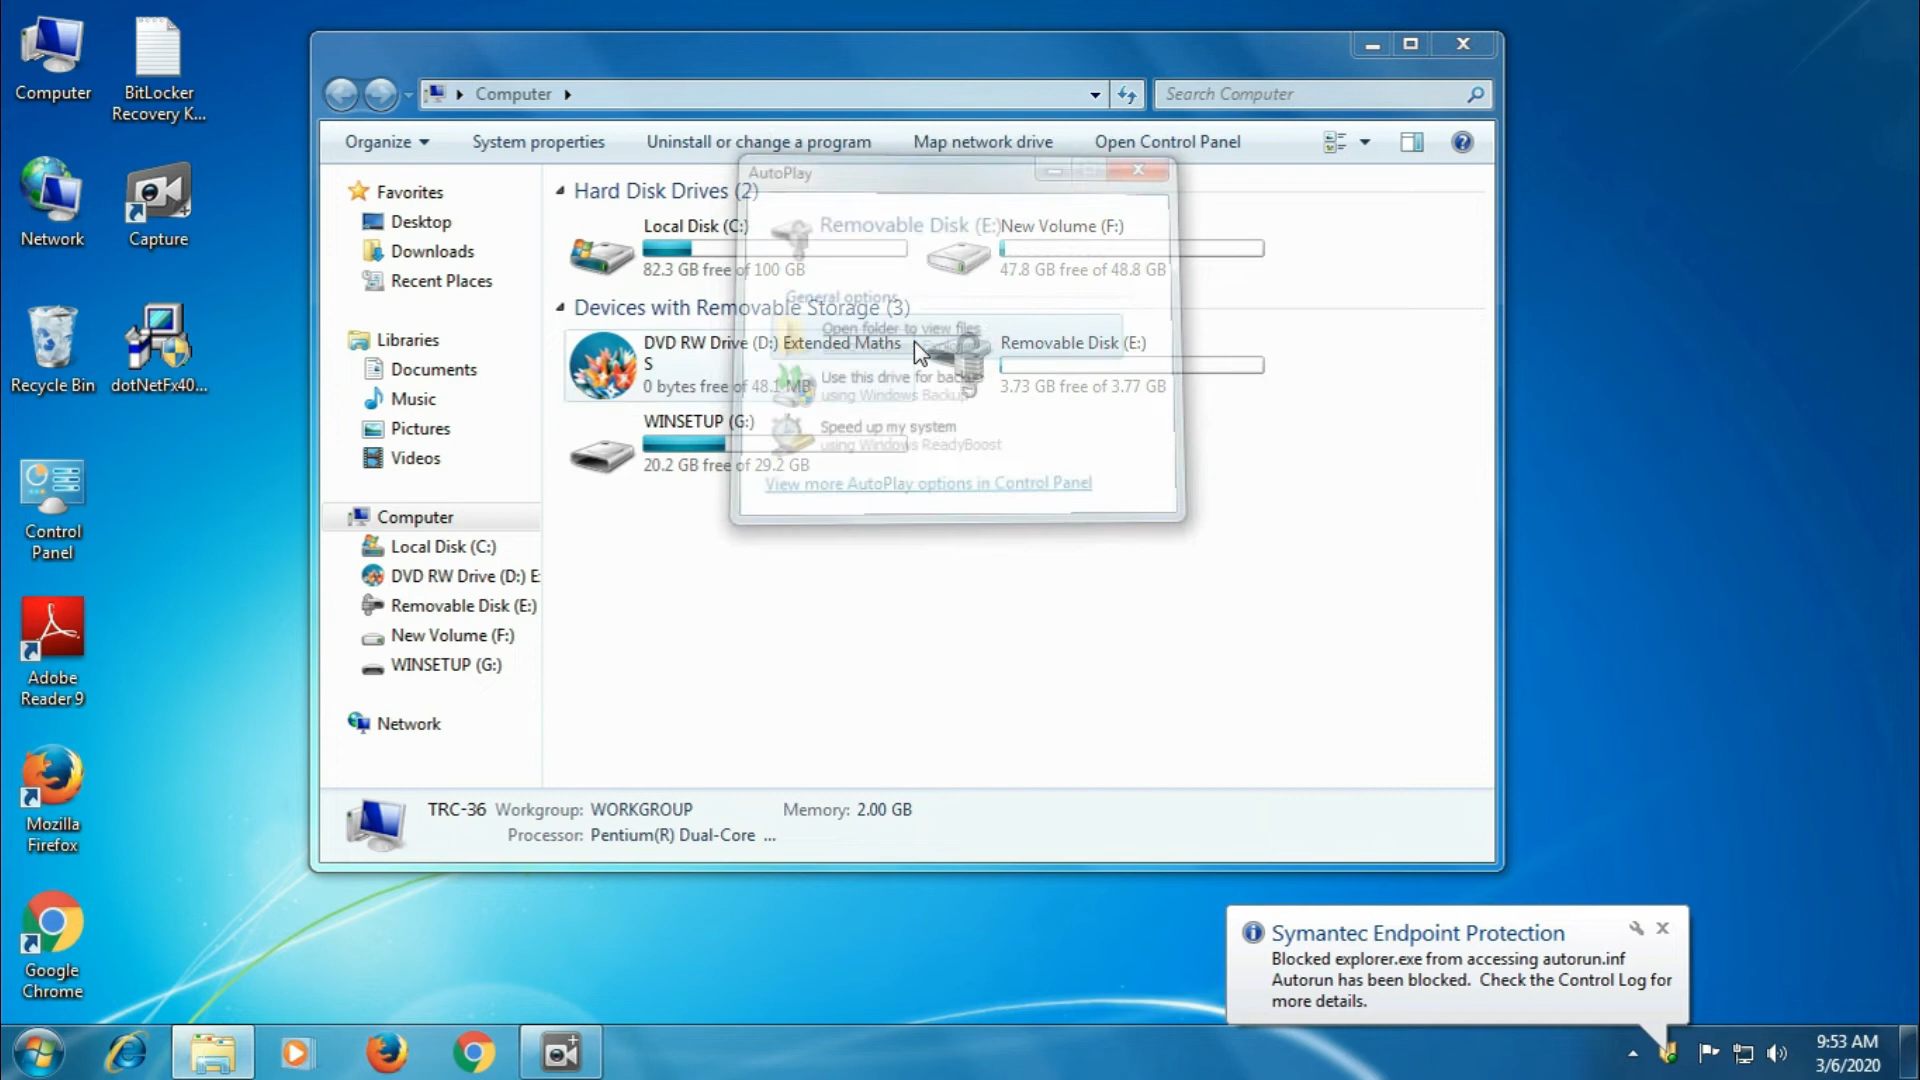 Computer
BitLocker
Recovery K...
Network
Capture
Recycle Bin
dotNetFx40...
Control
Panel
Adobe
Reader 9
Mozilla
Firefox
Google
Chrome
Computer
Search Computer
Organize
System properties
Uninstall or change a program
Map network drive
Open Control Panel
Favorites
Desktop
Downloads
Recent Places
Libraries
Documents
Music
Pictures
Videos
Computer
Local Disk (C:)
DVD RW Drive (D:) E
Removable Disk (E:)
New Volume (F:)
WINSETUP (G:)
Network
Hard Disk Drives (2)
Local Disk (C:)
82.3 GB free of 100 GB
New Volume (F:)
47.8 GB free of 48.8 GB
Devices with Removable Storage (3)
DVD RW Drive (D:) Extended Maths
S
0 bytes free of 48.1 MB
Removable Disk (E:)
3.73 GB free of 3.77 GB
WINSETUP (G:)
20.2 GB free of 29.2 GB
AutoPlay
Removable Disk (E:)
General options
Open folder to view files
Use this drive for backup
using Windows Backup
Speed up my system
using Windows ReadyBoost
View more AutoPlay options in Control Panel
TRC-36 Workgroup: WORKGROUP Memory: 2.00 GB
Processor: Pentium(R) Dual-Core ...
Symantec Endpoint Protection
Blocked explorer.exe from accessing autorun.inf
Autorun has been blocked. Check the Control Log for
more details.
9:53 AM
3/6/2020